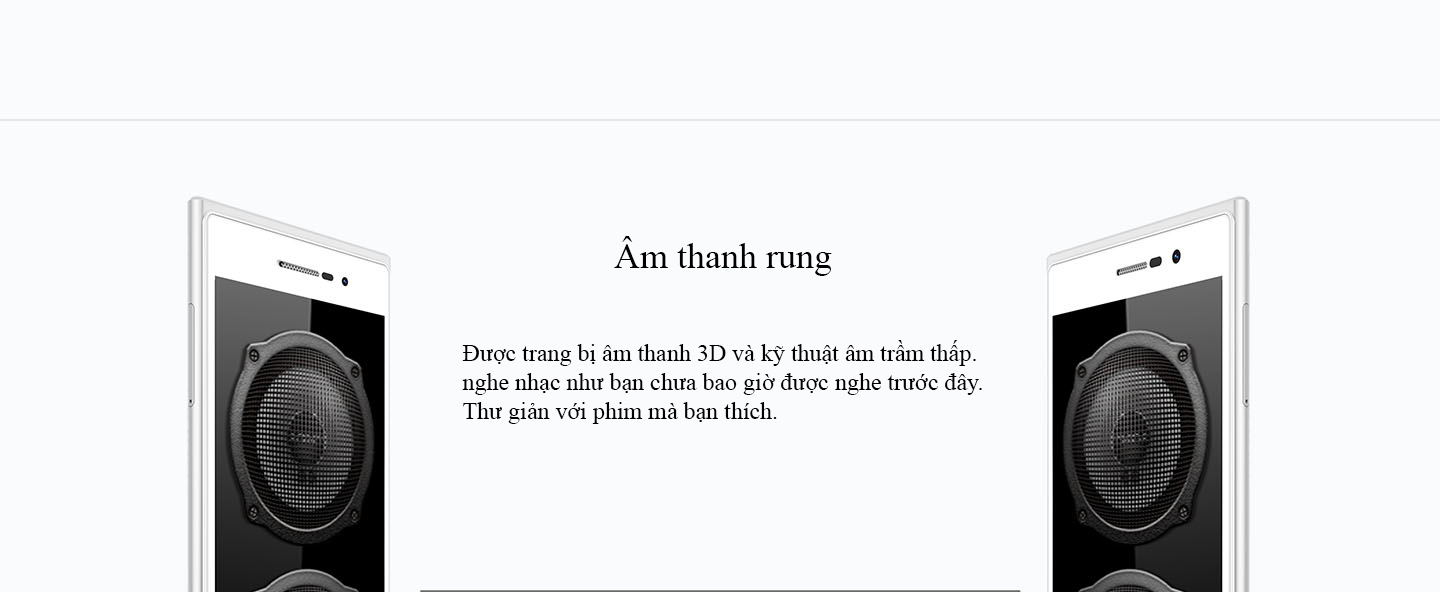 Âm thanh rung
Được trang bị âm thanh 3D và kỹ thuật âm trầm thấp.
nghe nhạc như bạn chưa bao giờ được nghe trước đây.
Thư giản với phim mà bạn thích.